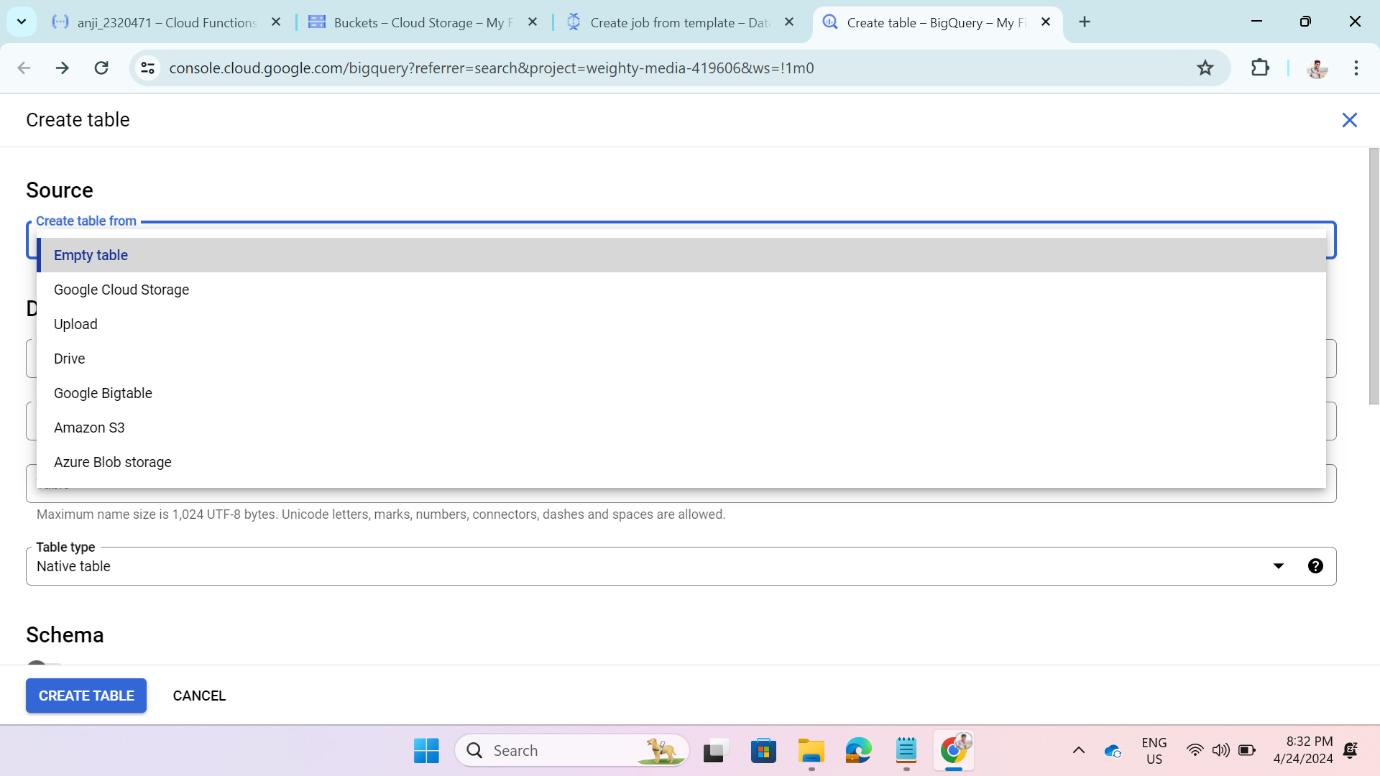 anji_2320471 – Cloud Functions
Buckets – Cloud Storage – My F
Create job from template – Data
Create table – BigQuery – My Fi
console.cloud.google.com/bigquery?referrer=search&project=weighty-media-419606&ws=!1m0
Create table
Source
Create table from
Empty table
Google Cloud Storage
Upload
Drive
Google Bigtable
Amazon S3
Azure Blob storage
Maximum name size is 1,024 UTF-8 bytes. Unicode letters, marks, numbers, connectors, dashes and spaces are allowed.
Table type
Native table
Schema
CREATE TABLE CANCEL
Search
ENG
US
8:32 PM
4/24/2024